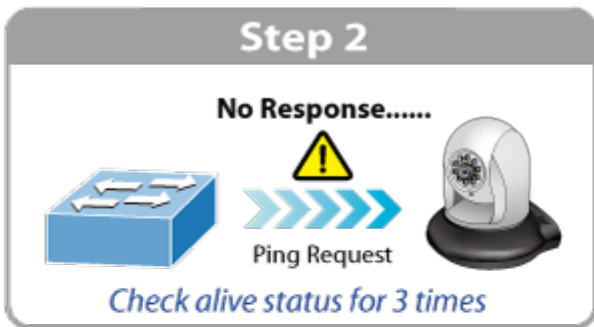 Step 2
No Response......
Ping Request
Check alive status for 3 times